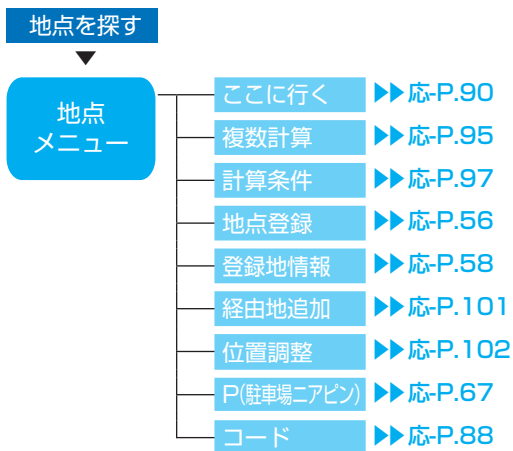 地点を探す
▼
地点
メニュー
ここに行く ▶▶応-P.90
複数計算 ▶▶応-P.95
計算条件 ▶▶応-P.97
地点登録 ▶▶応-P.56
登録地情報 ▶▶応-P.58
経由地追加 ▶▶応-P.101
位置調整 ▶▶応-P.102
P(駐車場ニアピン) ▶▶応-P.67
コード ▶▶応-P.88